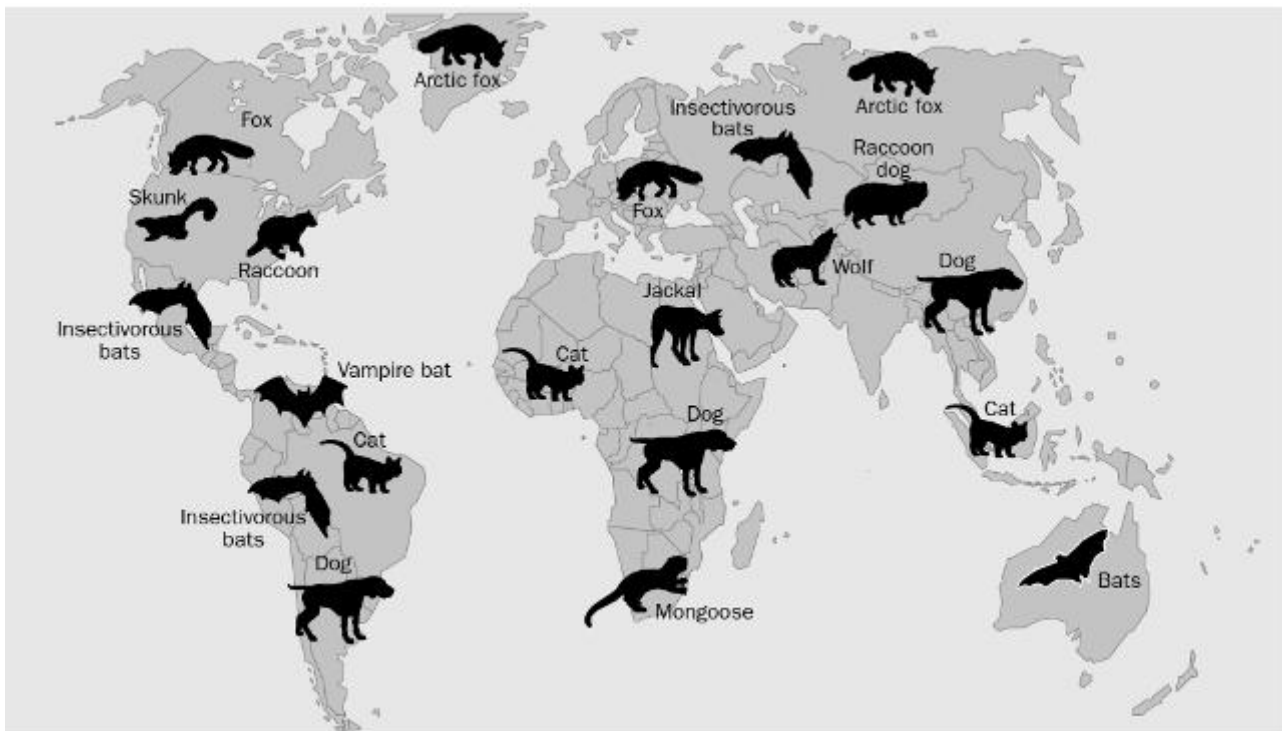 Arctic fox
Arctic fox
Fox
Insectivorous
bats
Raccoon
dog
Skunk
Fox
Raccoon
Wolf
Dog
Jackal
Insectivorous
bats
Cat
Vampire bat
Cat
Dog
Cat
Insectivorous
bats
Dog
Bats
Mongoose